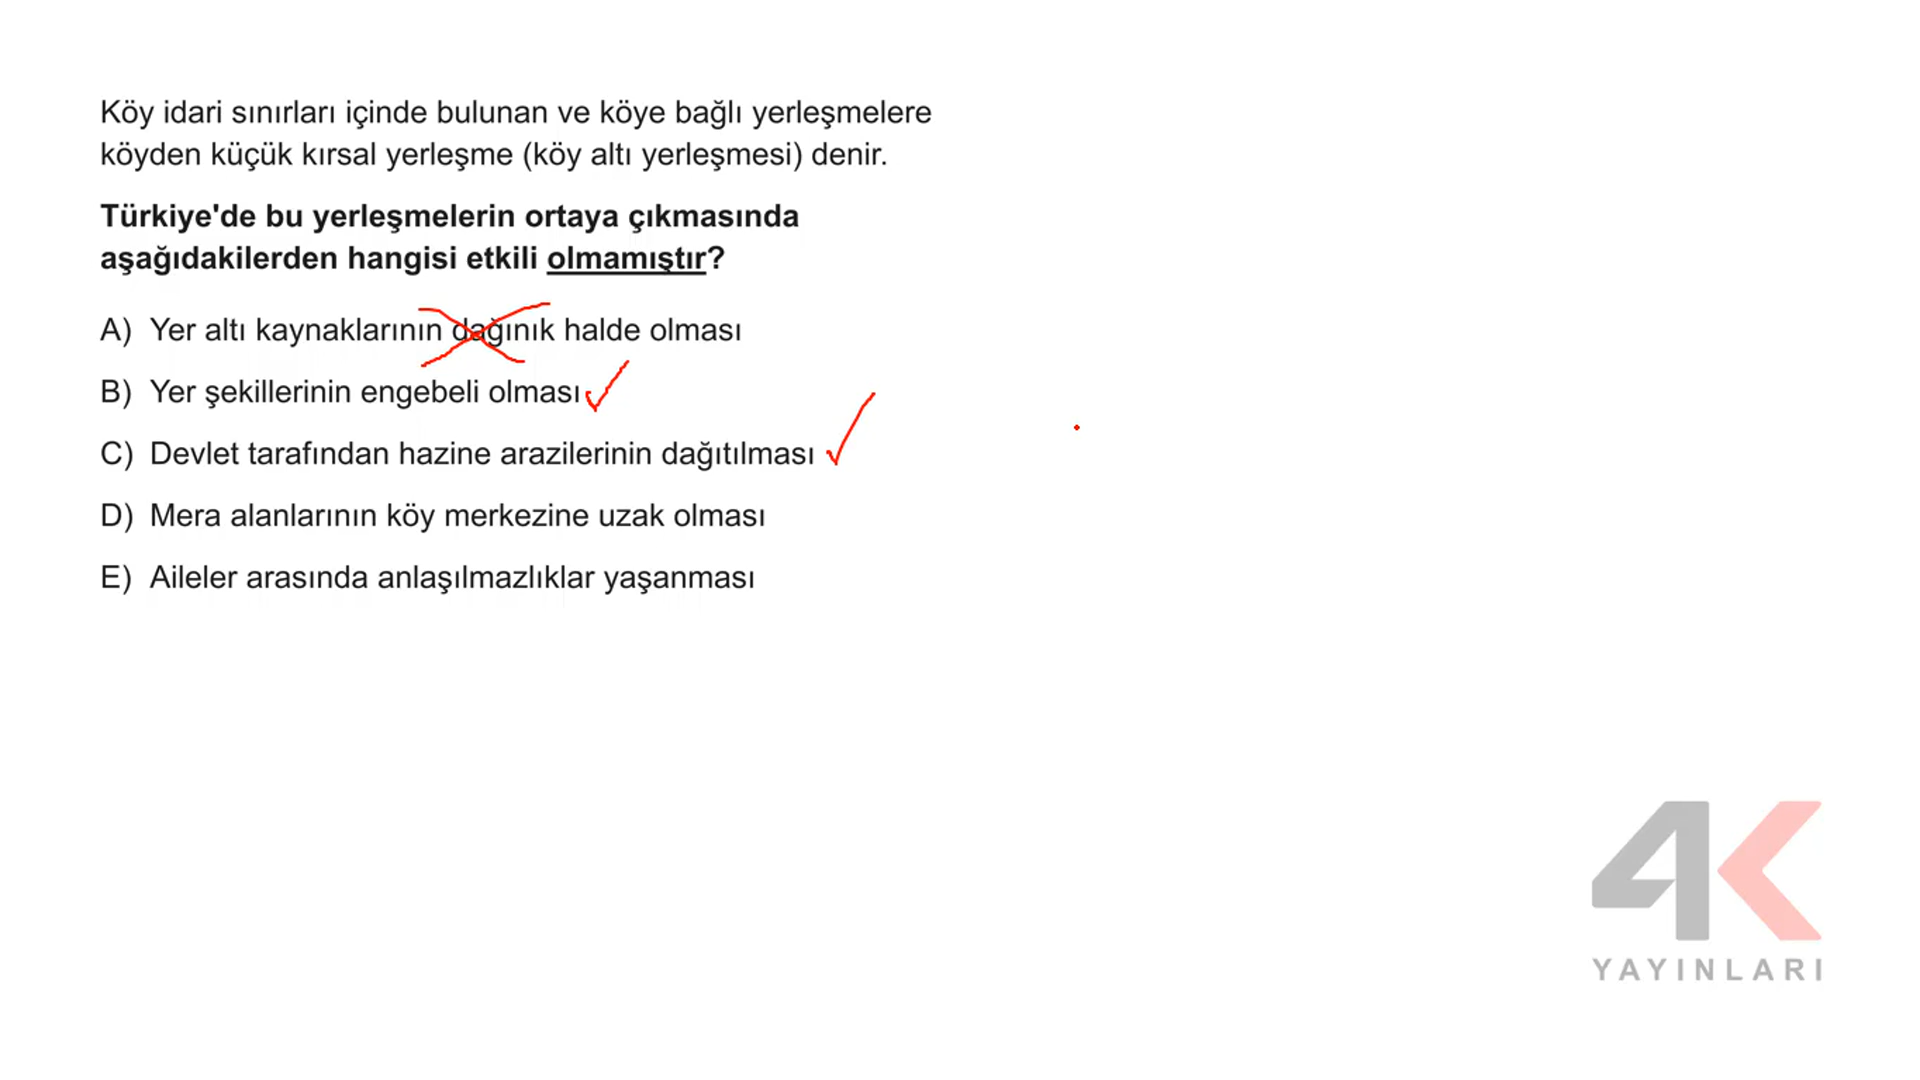 Köy idari sınırları içinde bulunan ve köye bağlı yerleşmelere
köyden küçük kırsal yerleşme (köy altı yerleşmesi) denir.
Türkiye'de bu yerleşmelerin ortaya çıkmasında
aşağıdakilerden hangisi etkili olmamıştır?
A) Yer altı kaynaklarının dağınık halde olması
B) Yer şekillerinin engebeli olması
C) Devlet tarafından hazine arazilerinin dağıtılması
D) Mera alanlarının köy merkezine uzak olması
E) Aileler arasında anlaşılmazlıklar yaşanması
4K
YAYINLARI